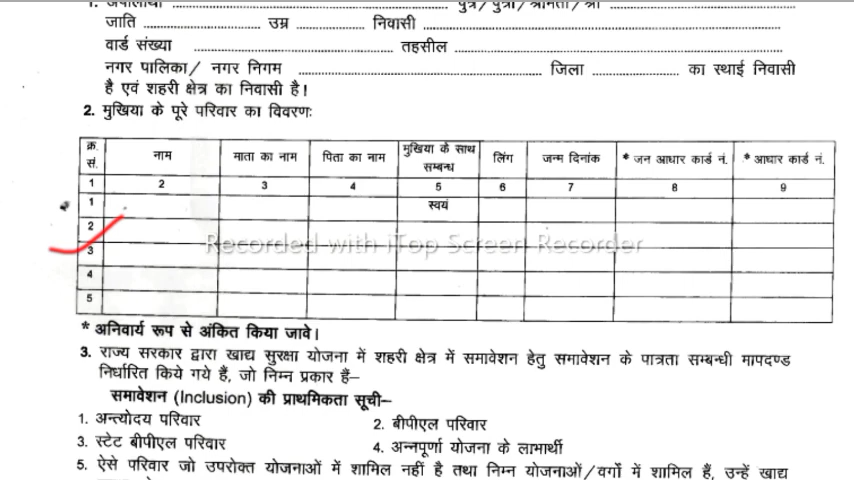 1. अपीलार्थी ........ पुत्र/पुत्री/श्रीमती/श्री ........
जाति ........ उम्र ........ निवासी ........
वार्ड संख्या ........ तहसील ........
नगर पालिका/ नगर निगम ........ जिला ........ का स्थाई निवासी
है एवं शहरी क्षेत्र का निवासी है!
2. मुखिया के पूरे परिवार का विवरणः
क्र. सं. नाम माता का नाम पिता का नाम मुखिया के साथ सम्बन्ध लिंग जन्म दिनांक * जन आधार कार्ड नं. * आधार कार्ड नं.
1 2 3 4 5 6 7 8 9
1 स्वयं
2
Recorded with iTop Screen Recorder
3
4
5
* अनिवार्य रूप से अंकित किया जावे।
3. राज्य सरकार द्वारा खाद्य सुरक्षा योजना में शहरी क्षेत्र में समावेशन हेतु समावेशन के पात्रता सम्बन्धी मापदण्ड
निर्धारित किये गये हैं, जो निम्न प्रकार हैं–
समावेशन (Inclusion) की प्राथमिकता सूची–
1. अन्त्योदय परिवार 2. बीपीएल परिवार
3. स्टेट बीपीएल परिवार 4. अन्नपूर्णा योजना के लाभार्थी
5. ऐसे परिवार जो उपरोक्त योजनाओं में शामिल नहीं है तथा निम्न योजनाओं/वर्गो में शामिल हैं, उन्हें खाद्य